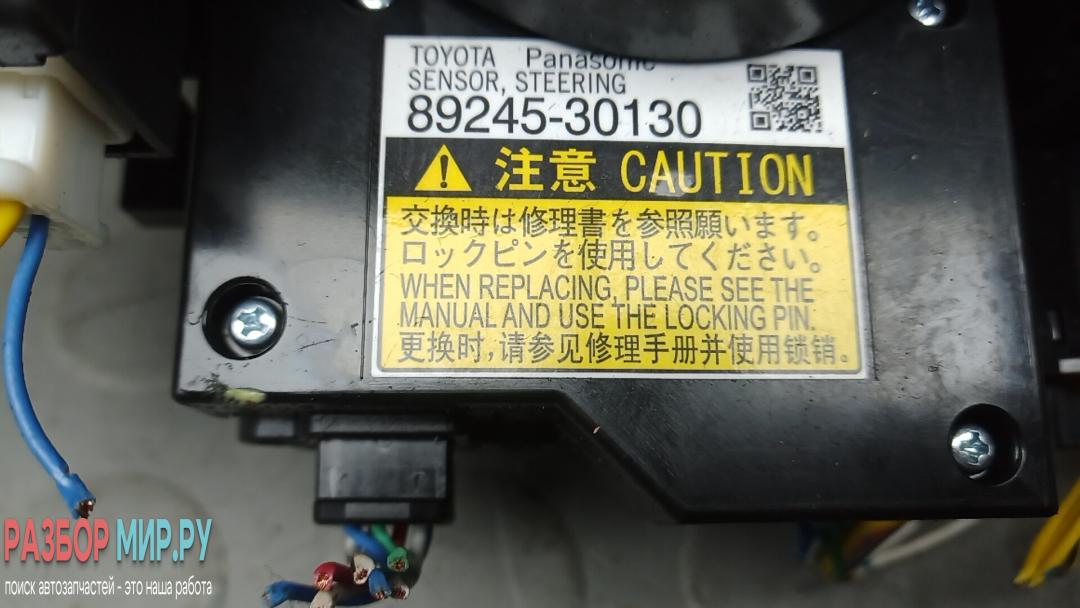 TOYOTA Panasonic
SENSOR, STEERING
89245-30130
注意 CAUTION
交換時は修理書を参照願います。
ロックピンを使用してください。
WHEN REPLACING, PLEASE SEE THE
MANUAL AND USE THE LOCKING PIN.
更换时,请参见修理手册并使用锁销。
РАЗБОР МИР.РУ
поиск автозапчастей - это наша работа